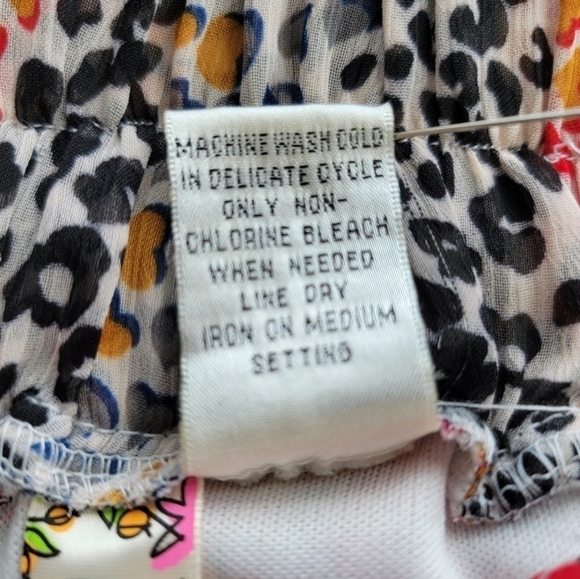 MACHINE WASH COLD
IN DELICATE CYCLE
ONLY NON-
CHLORINE BLEACH
WHEN NEEDED
LINE DRY
IRON ON MEDIUM
SETTING